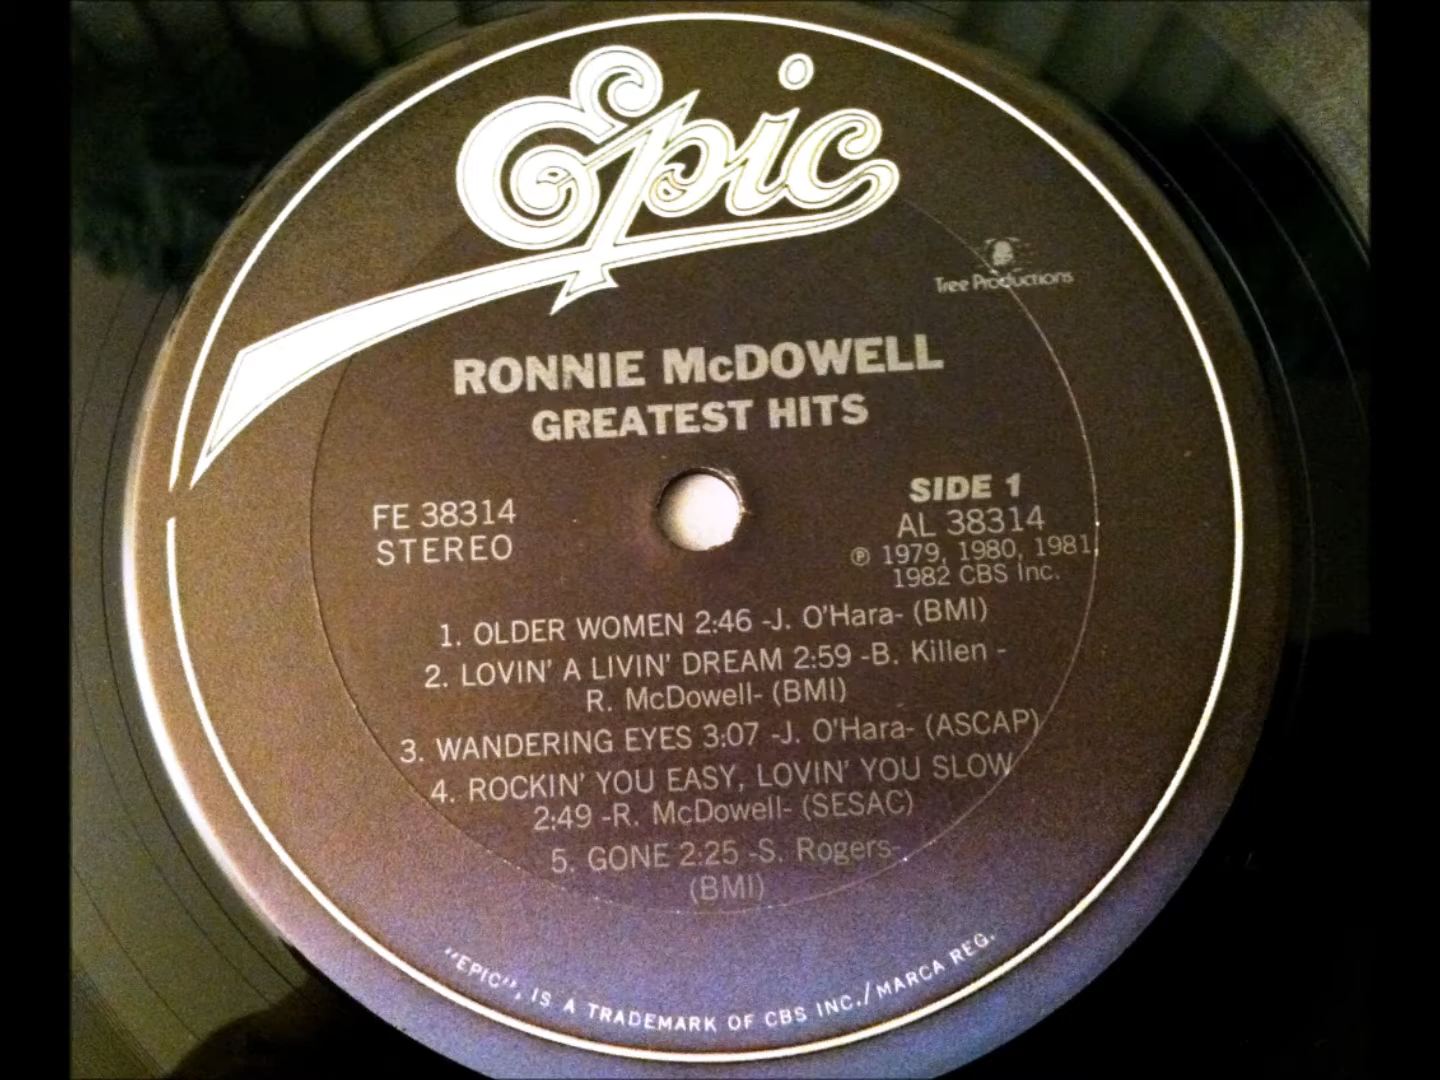 Epic
Tree Productions
RONNIE McDOWELL
GREATEST HITS
FE 38314
STEREO
SIDE 1
AL 38314
℗ 1979, 1980, 1981,
1982 CBS Inc.
1. OLDER WOMEN 2:46 -J. O'Hara- (BMI)
2. LOVIN' A LIVIN' DREAM 2:59 -B. Killen -
R. McDowell- (BMI)
3. WANDERING EYES 3:07 -J. O'Hara- (ASCAP)
4. ROCKIN' YOU EASY, LOVIN' YOU SLOW
2:49 -R. McDowell- (SESAC)
5. GONE 2:25 -S. Rogers-
(BMI)
"EPIC", IS A TRADEMARK OF CBS INC./MARCA REG.